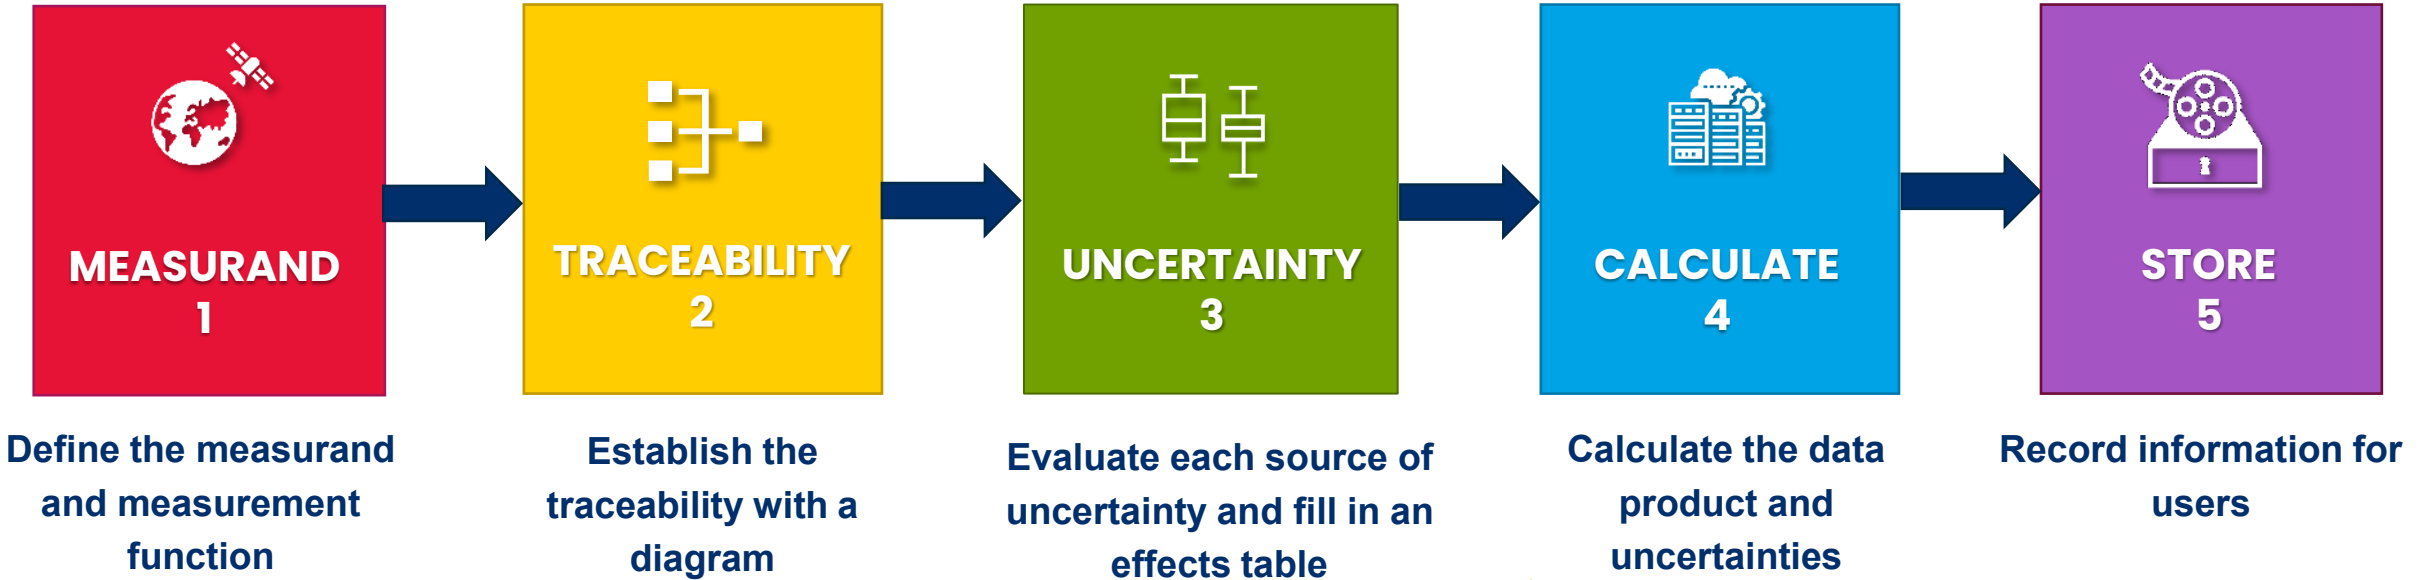 MEASURAND
1
TRACEABILITY
2
UNCERTAINTY
3
CALCULATE
4
STORE
5
Define the measurand
and measurement
function
Establish the
traceability with a
diagram
Evaluate each source of
uncertainty and fill in an
effects table
Calculate the data
product and
uncertainties
Record information for
users